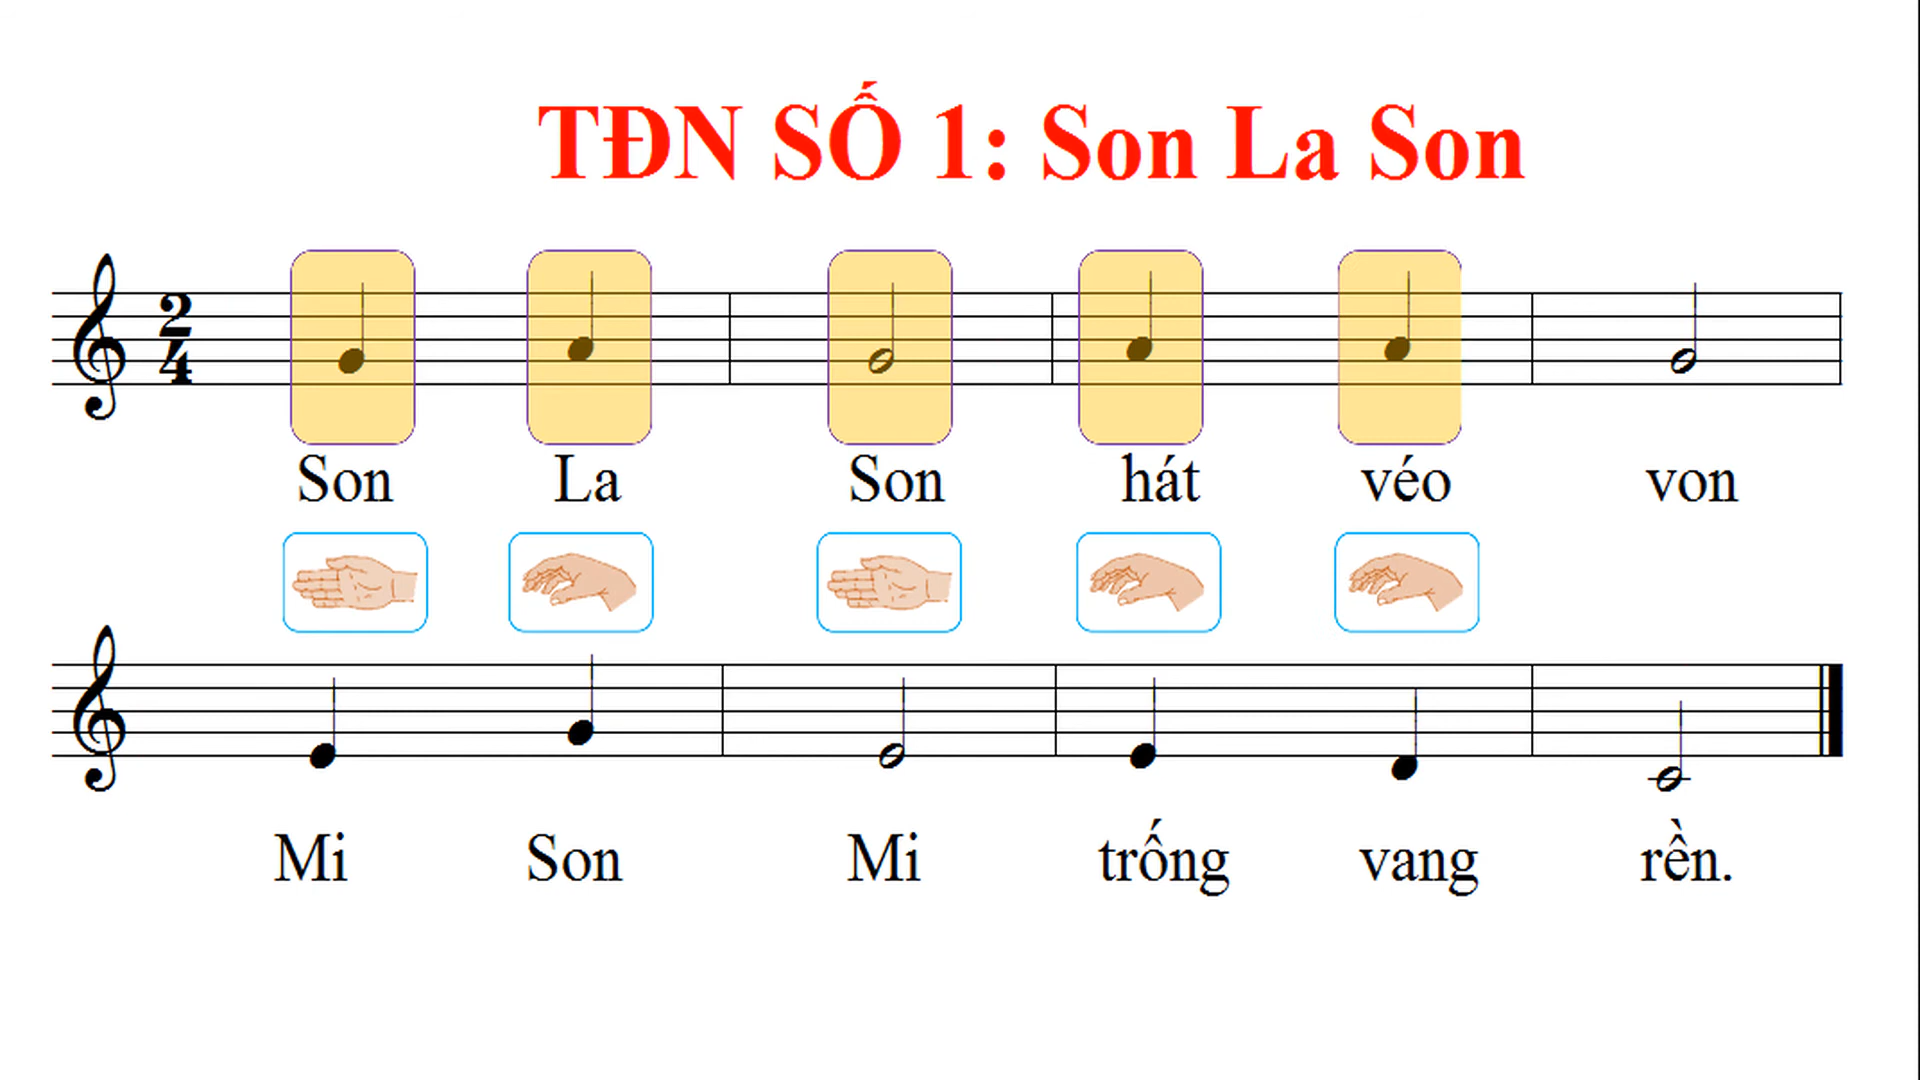 TĐN SỐ 1: Son La Son
2
4
Son La Son hát véo von
Mi Son Mi trống vang rền.